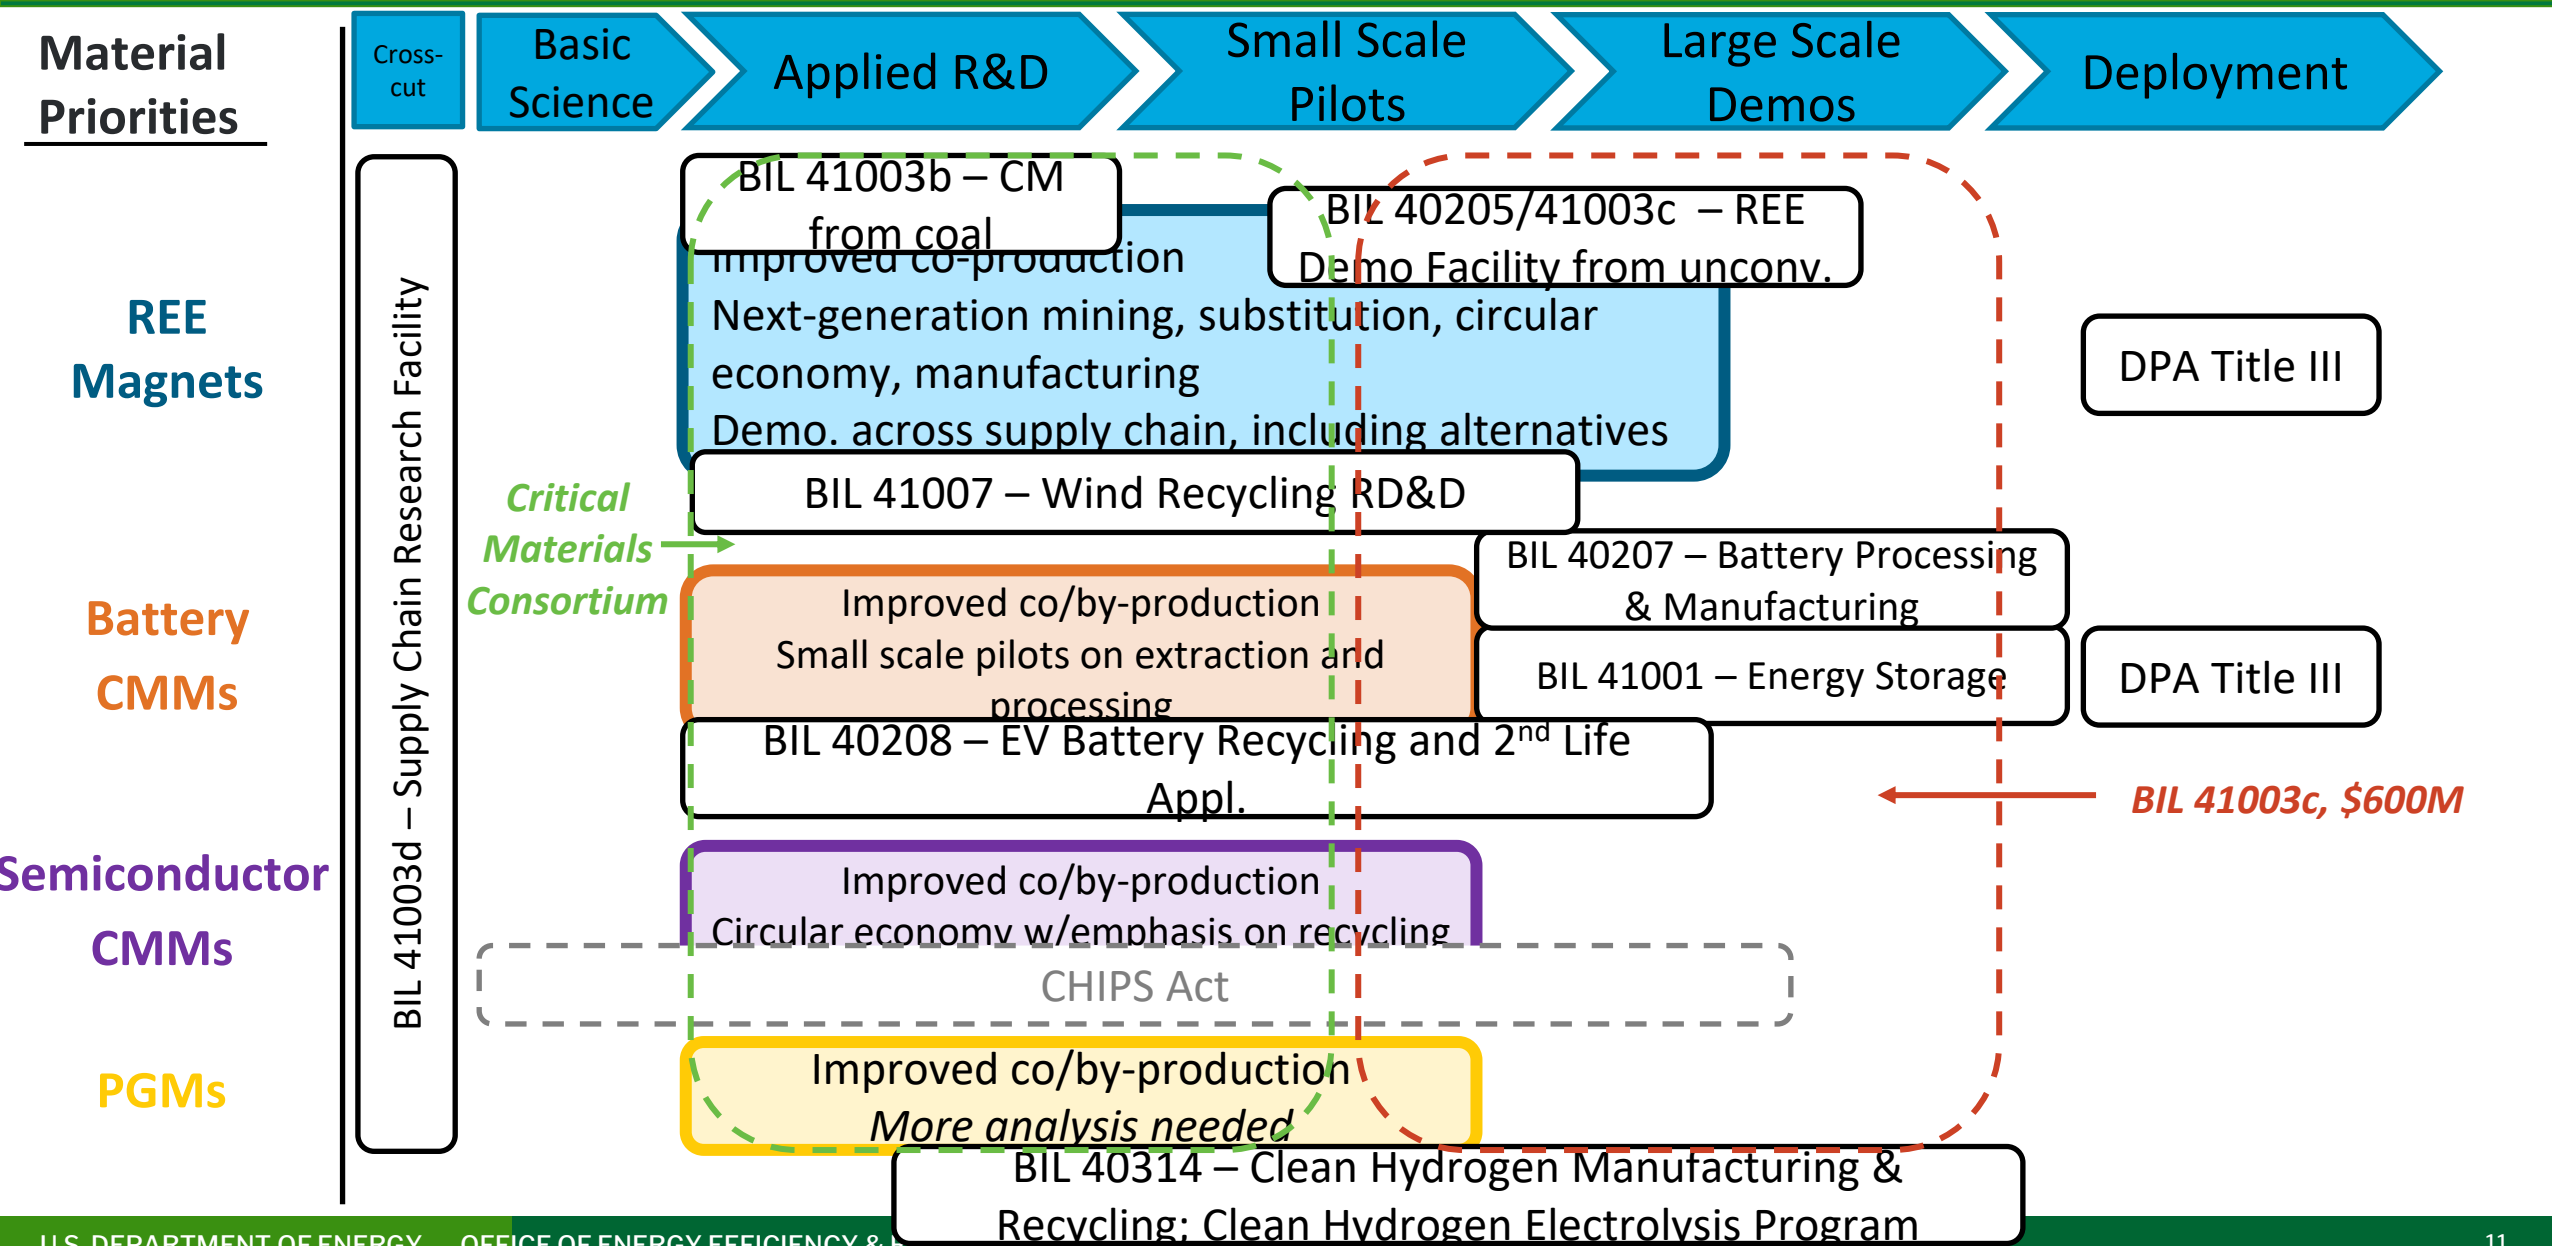 Material
Priorities
Cross-
cut
Basic
Science
Applied R&D
Small Scale
Pilots
Large Scale
Demos
Deployment
BIL 41003d – Supply Chain Research Facility
REE
Magnets
BIL 41003b – CM
from coal
BIL 40205/41003c – REE
Demo Facility from unconv.
Improved co-production
Next-generation mining, substitution, circular
economy, manufacturing
Demo. across supply chain, including alternatives
DPA Title III
BIL 41007 – Wind Recycling RD&D
Critical
Materials
Consortium
Battery
CMMs
Improved co/by-production
Small scale pilots on extraction and
processing
BIL 40207 – Battery Processing
& Manufacturing
BIL 41001 – Energy Storage
DPA Title III
BIL 40208 – EV Battery Recycling and 2nd Life
Appl.
BIL 41003c, $600M
Semiconductor
CMMs
Improved co/by-production
Circular economy w/emphasis on recycling
CHIPS Act
PGMs
Improved co/by-production
More analysis needed
BIL 40314 – Clean Hydrogen Manufacturing &
Recycling; Clean Hydrogen Electrolysis Program
U.S. DEPARTMENT OF ENERGY OFFICE OF ENERGY EFFICIENCY &
11